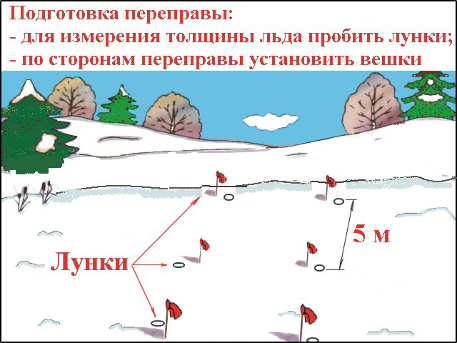 Подготовка переправы:
- для измерения толщины льда пробить лунки;
- по сторонам переправы установить вешки
5 м
Лунки